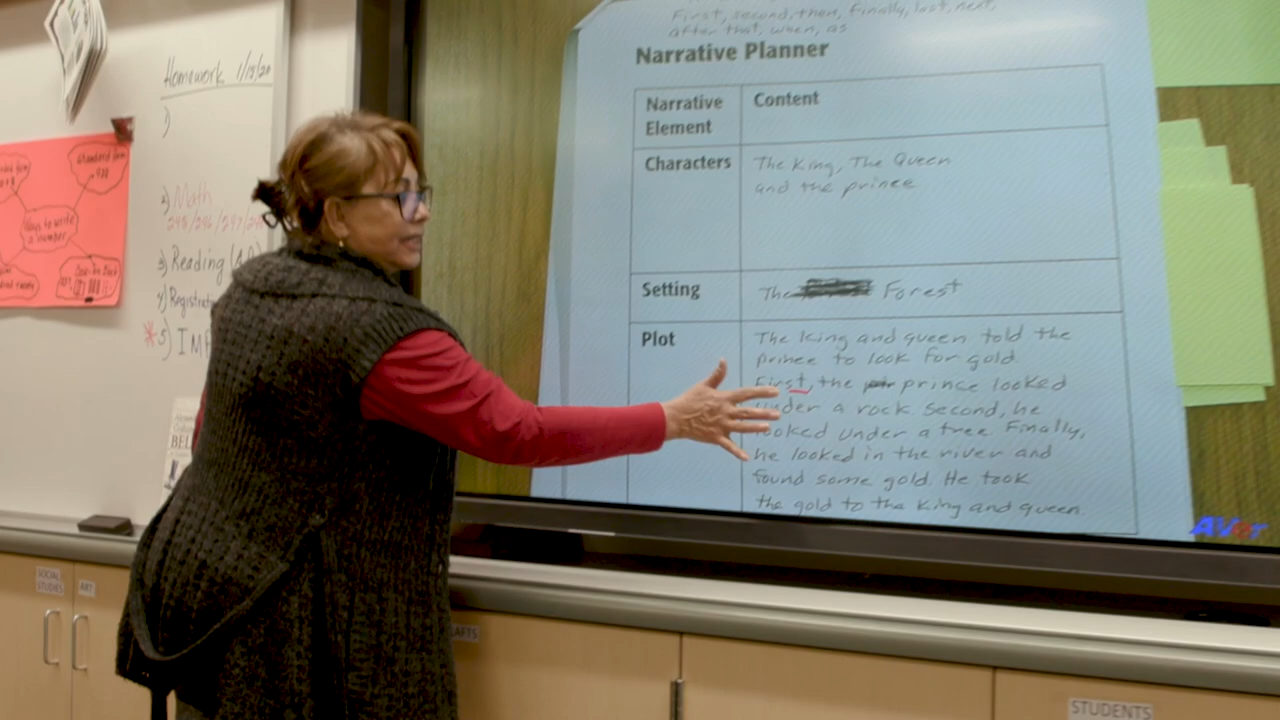 First, second, then, finally, last, next,
after that, when, as
Narrative Planner
Narrative Element
Content
Characters
The King, The Queen
and the prince
Setting
The Forest
Plot
The king and queen told the
prince to look for gold.
First, the prince looked
under a rock. Second, he
looked under a tree. Finally,
he looked in the river and
found some gold. He took
the gold to the king and queen.
AVer
Homework 1/15/20
1)
2) Math
3) Reading
4)
5)
Standard form
Ways to write
a number
SOCIAL
STUDIES
ART
STUDENTS